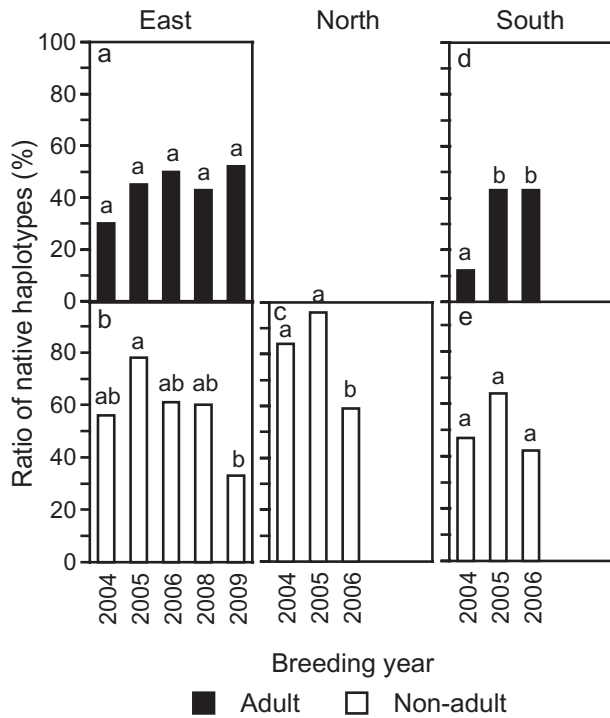 East North South
Ratio of native haplotypes (%)
100
80
60
40
20
0
a
a a a a a
d
a b b
80
60
40
20
0
b
ab a ab ab b
c
a a b
e
a a a
2004 2005 2006 2008 2009
2004 2005 2006
2004 2005 2006
Breeding year
Adult Non-adult